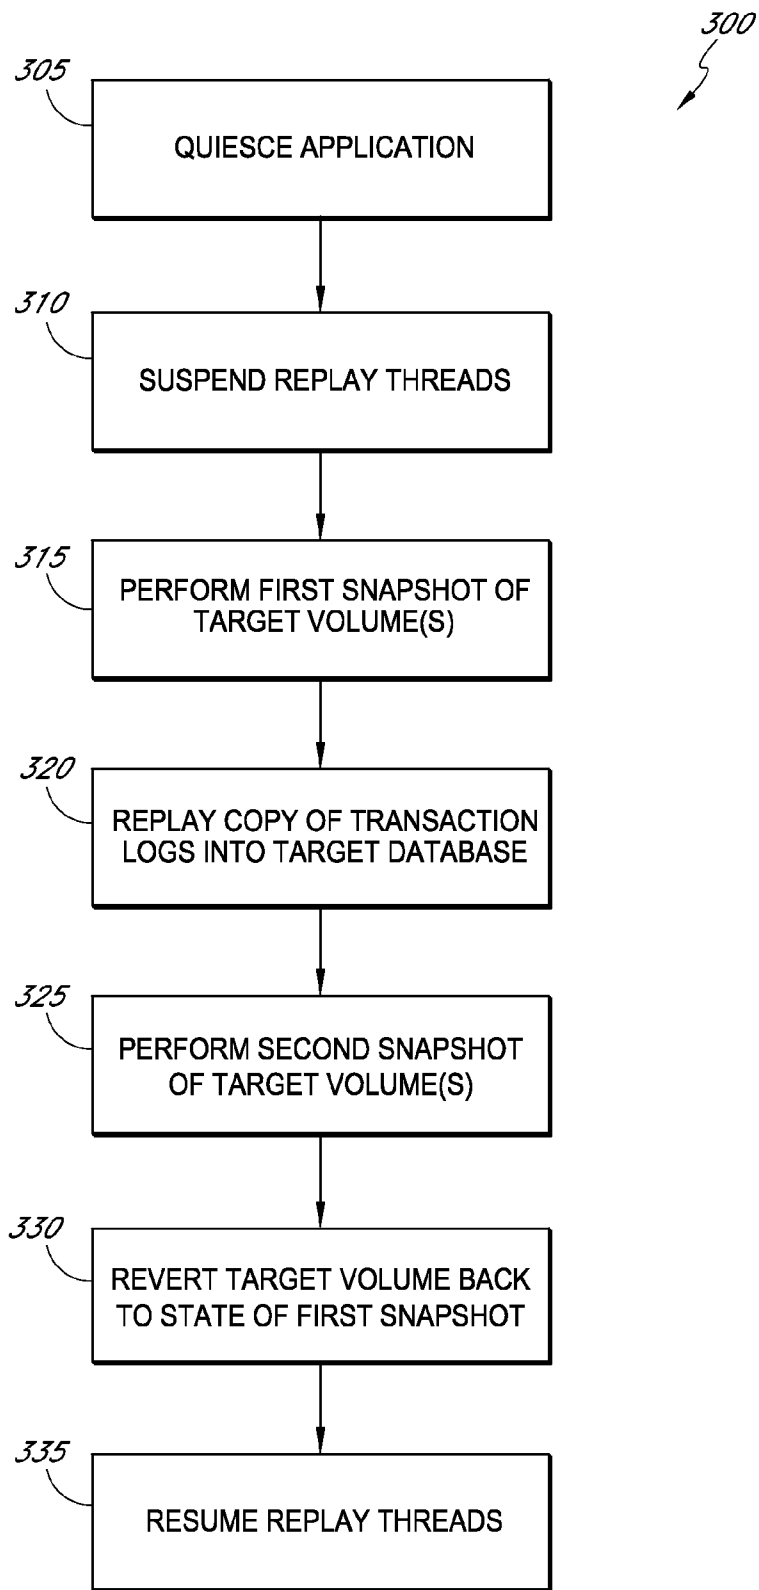 300
305
QUIESCE APPLICATION
310
SUSPEND REPLAY THREADS
315
PERFORM FIRST SNAPSHOT OF
TARGET VOLUME(S)
320
REPLAY COPY OF TRANSACTION
LOGS INTO TARGET DATABASE
325
PERFORM SECOND SNAPSHOT
OF TARGET VOLUME(S)
330
REVERT TARGET VOLUME BACK
TO STATE OF FIRST SNAPSHOT
335
RESUME REPLAY THREADS